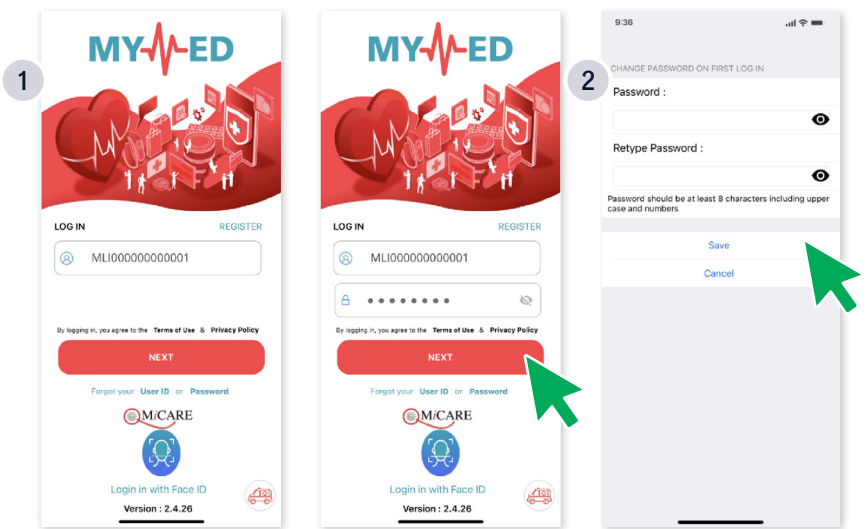 1
MY MED
LOG IN REGISTER
MLI000000000001
By logging in, you agree to the Terms of Use & Privacy Policy
NEXT
Forgot your User ID or Password
MiCARE
Login in with Face ID
Version : 2.4.26
MY MED
LOG IN REGISTER
MLI000000000001
By logging in, you agree to the Terms of Use & Privacy Policy
NEXT
Forgot your User ID or Password
MiCARE
Login in with Face ID
Version : 2.4.26
2
9:36
CHANGE PASSWORD ON FIRST LOG IN
Password :
Retype Password :
Password should be at least 8 characters including upper
case and numbers
Save
Cancel